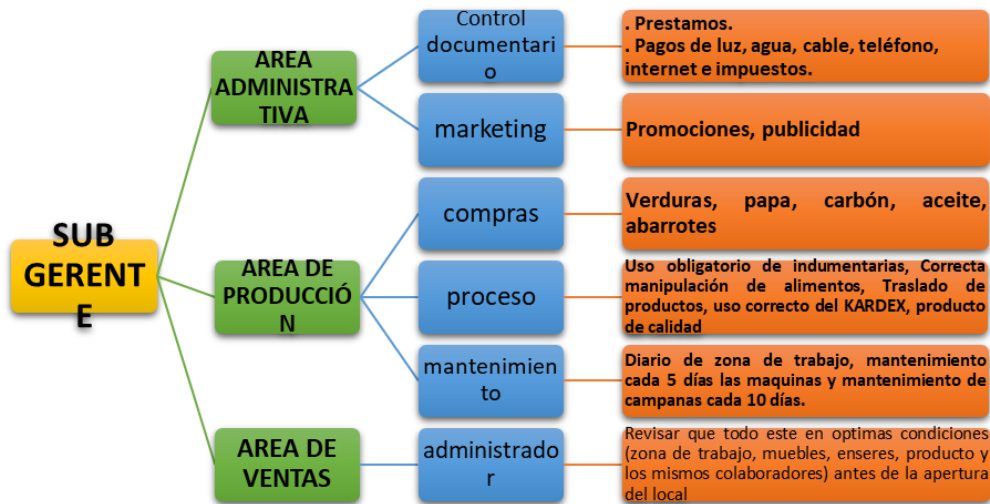 SUB
GERENT
E
AREA
ADMINISTRA
TIVA
Control
documentari
o
. Prestamos.
. Pagos de luz, agua, cable, teléfono,
internet e impuestos.
marketing
Promociones, publicidad
AREA DE
PRODUCCIÓ
N
compras
Verduras, papa, carbón, aceite,
abarrotes
proceso
Uso obligatorio de indumentarias, Correcta
manipulación de alimentos, Traslado de
productos, uso correcto del KARDEX, producto
de calidad
mantenimien
to
Diario de zona de trabajo, mantenimiento
cada 5 días las maquinas y mantenimiento de
campanas cada 10 días.
AREA DE
VENTAS
administrado
r
Revisar que todo este en optimas condiciones
(zona de trabajo, muebles, enseres, producto y
los mismos colaboradores) antes de la apertura
del local